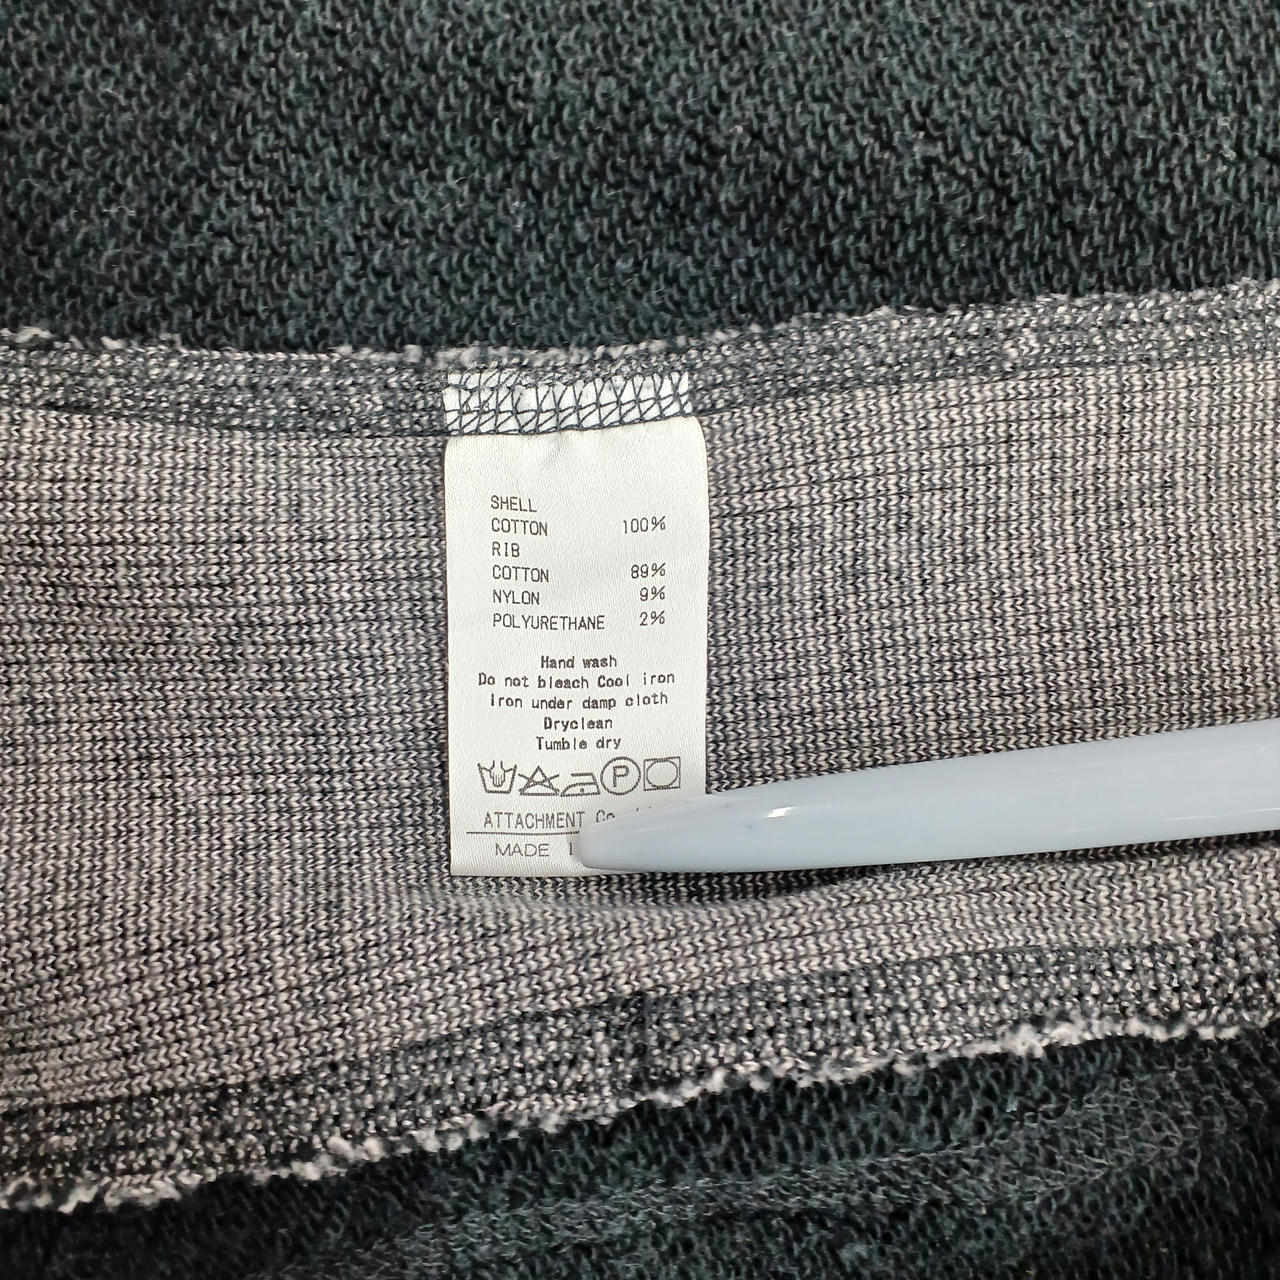 SHELL
COTTON 100%
RIB
COTTON 89%
NYLON 9%
POLYURETHANE 2%
Hand wash
Do not bleach Cool iron
Iron under damp cloth
Dryclean
Tumble dry
P
ATTACHMENT Co
MADE